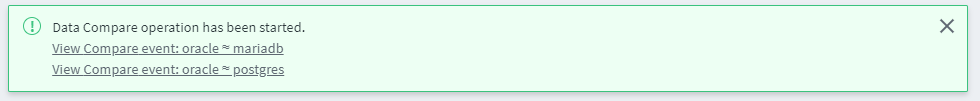 Data Compare operation has been started.
View Compare event: oracle ≈ mariadb
View Compare event: oracle ≈ postgres